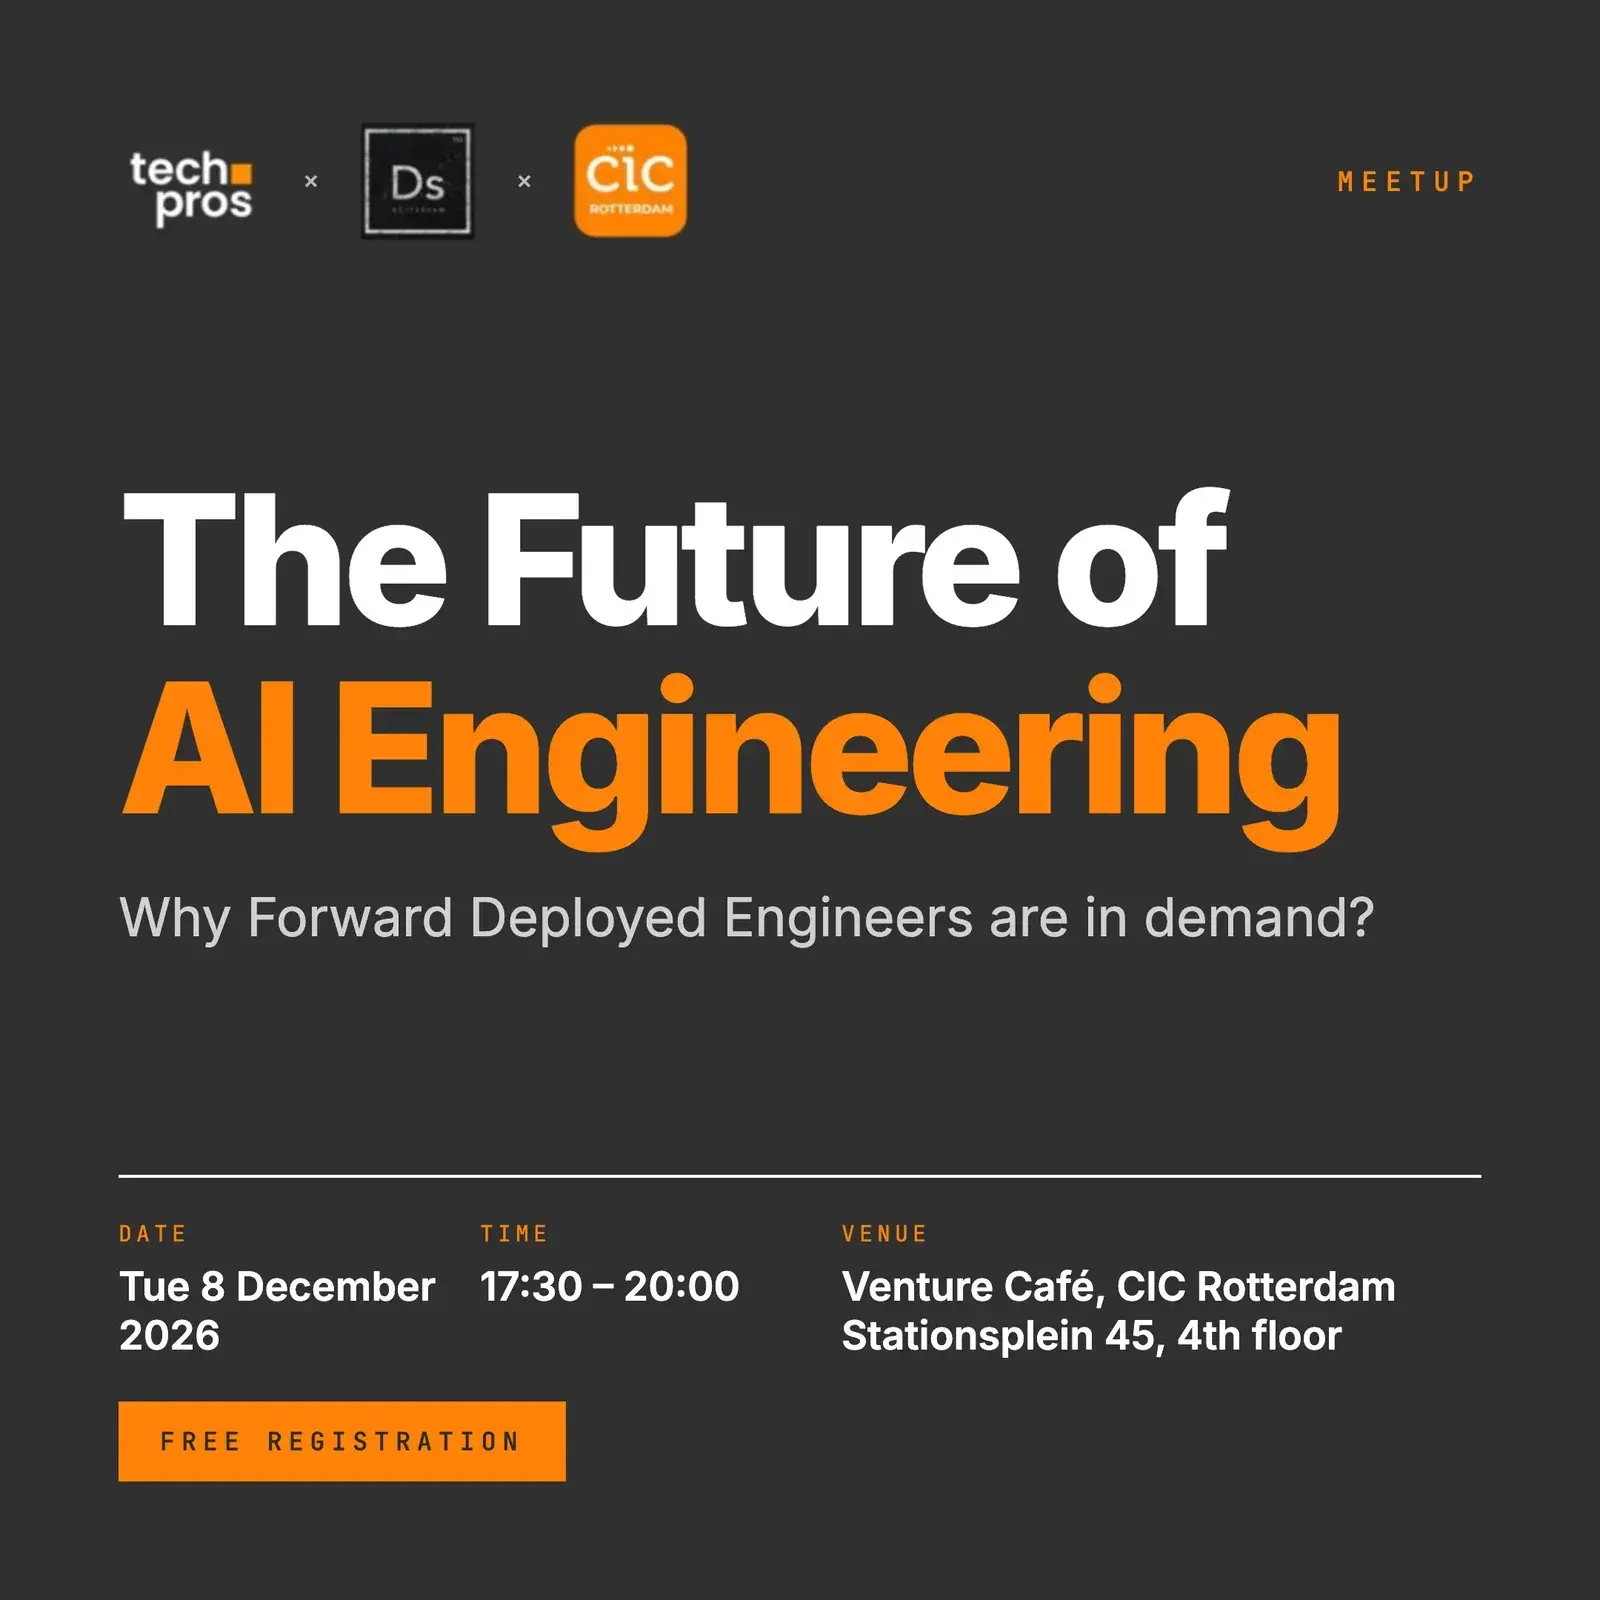 tech
pros
×
Ds
×
CIC
ROTTERDAM
MEETUP
The Future of
AI Engineering
Why Forward Deployed Engineers are in demand?
DATE
Tue 8 December
2026
TIME
17:30 – 20:00
VENUE
Venture Café, CIC Rotterdam
Stationsplein 45, 4th floor
FREE REGISTRATION